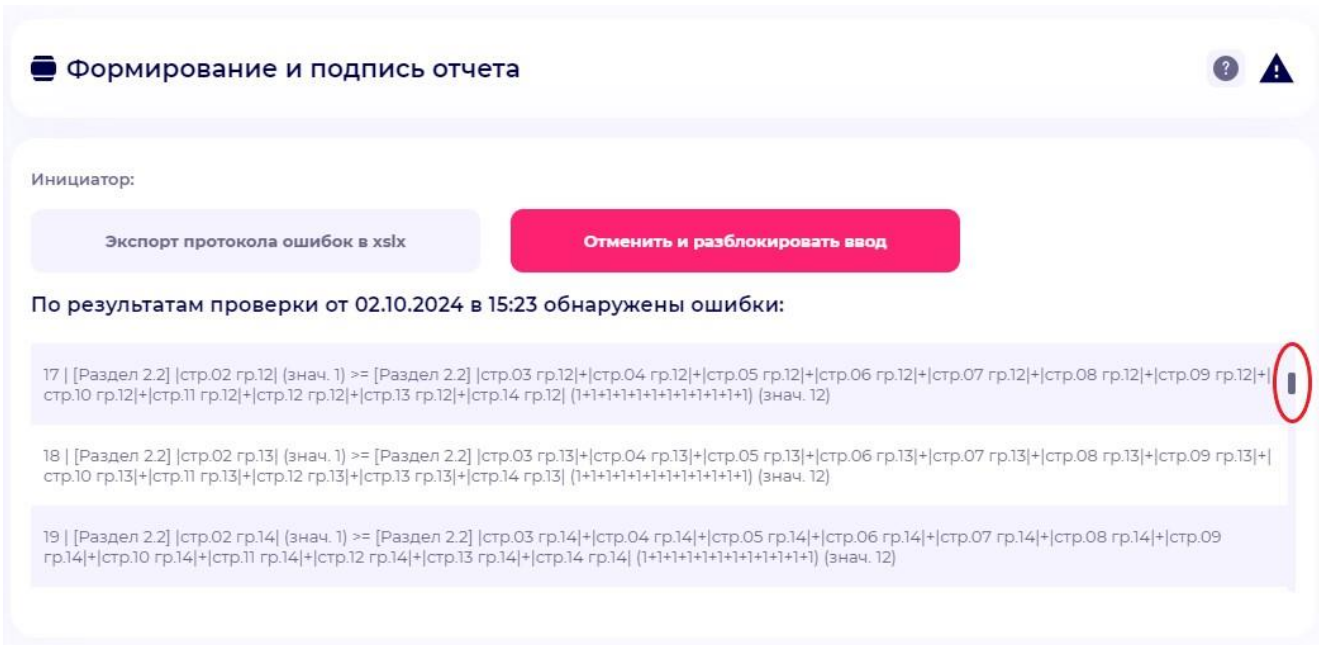 Формирование и подпись отчета
Инициатор:
Экспорт протокола ошибок в xslx
Отменить и разблокировать ввод
По результатам проверки от 02.10.2024 в 15:23 обнаружены ошибки:
17 | [Раздел 2.2] |стр.02 гр.12| (знач. 1) >= [Раздел 2.2] |стр.03 гр.12|+|стр.04 гр.12|+|стр.05 гр.12|+|стр.06 гр.12|+|стр.07 гр.12|+|стр.08 гр.12|+|стр.09 гр.12|+|
стр.10 гр.12|+|стр.11 гр.12|+|стр.12 гр.12|+|стр.13 гр.12|+|стр.14 гр.12| (1+1+1+1+1+1+1+1+1+1+1+1) (знач. 12)
18 | [Раздел 2.2] |стр.02 гр.13| (знач. 1) >= [Раздел 2.2] |стр.03 гр.13|+|стр.04 гр.13|+|стр.05 гр.13|+|стр.06 гр.13|+|стр.07 гр.13|+|стр.08 гр.13|+|стр.09 гр.13|+|
стр.10 гр.13|+|стр.11 гр.13|+|стр.12 гр.13|+|стр.13 гр.13|+|стр.14 гр.13| (1+1+1+1+1+1+1+1+1+1+1+1) (знач. 12)
19 | [Раздел 2.2] |стр.02 гр.14| (знач. 1) >= [Раздел 2.2] |стр.03 гр.14|+|стр.04 гр.14|+|стр.05 гр.14|+|стр.06 гр.14|+|стр.07 гр.14|+|стр.08 гр.14|+|стр.09
гр.14|+|стр.10 гр.14|+|стр.11 гр.14|+|стр.12 гр.14|+|стр.13 гр.14|+|стр.14 гр.14| (1+1+1+1+1+1+1+1+1+1+1+1) (знач. 12)